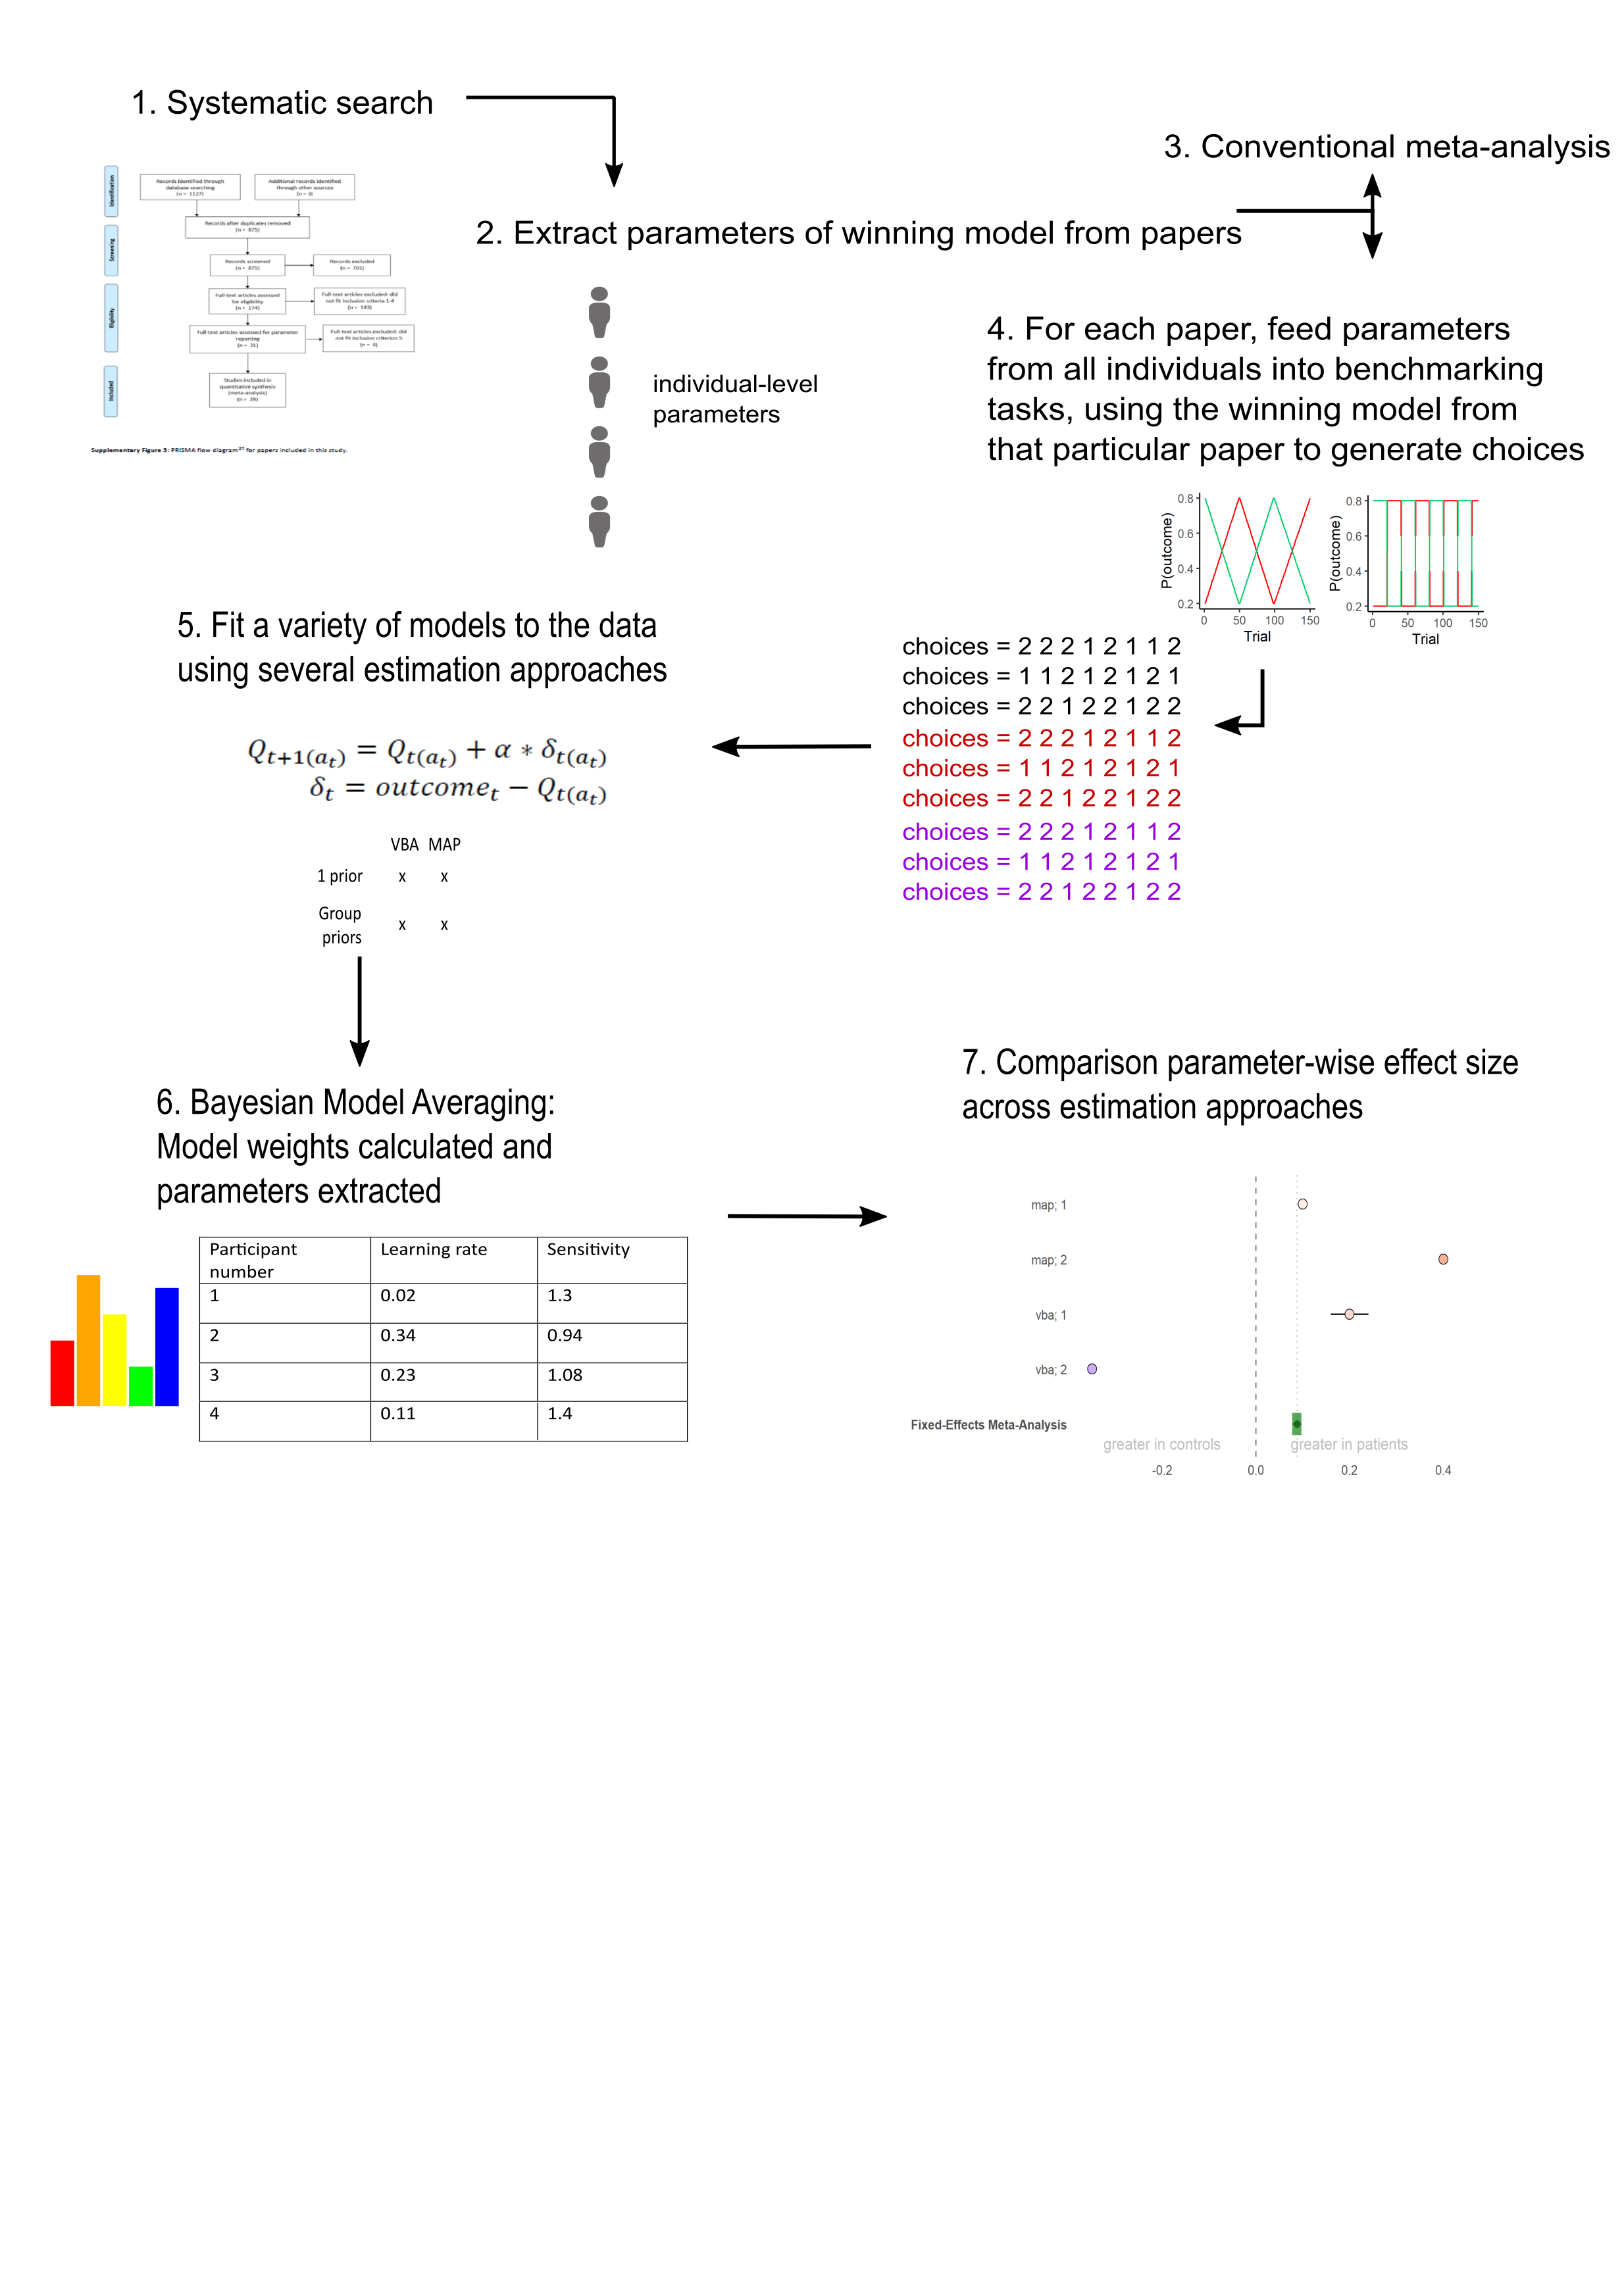 1. Systematic search
Identification
Records identified through
database searching
(n = 1127)
Additional records identified
through other sources
(n = 3)
Screening
Records after duplicates removed
(n = 875)
Records screened
(n = 875)
Records excluded
(n = 701)
Eligibility
Full-text articles assessed
for eligibility
(n = 174)
Full-text articles excluded: did
not fit inclusion criteria 1-4
(n = 143)
Full-text articles assessed for parameter
reporting
(n = 31)
Full-text articles excluded: did
not fit inclusion criterion 5
(n = 3)
Included
Studies included in
quantitative synthesis
(meta-analysis)
(n = 28)
Supplementary Figure 3: PRISMA flow diagram27 for papers included in this study.
2. Extract parameters of winning model from papers
individual-level
parameters
3. Conventional meta-analysis
4. For each paper, feed parameters
from all individuals into benchmarking
tasks, using the winning model from
that particular paper to generate choices
P(outcome)
0.8
0.6
0.4
0.2
0 50 100 150
Trial
P(outcome)
0.8
0.6
0.4
0.2
0 50 100 150
Trial
choices = 2 2 2 1 2 1 1 2
choices = 1 1 2 1 2 1 2 1
choices = 2 2 1 2 2 1 2 2
choices = 2 2 2 1 2 1 1 2
choices = 1 1 2 1 2 1 2 1
choices = 2 2 1 2 2 1 2 2
choices = 2 2 2 1 2 1 1 2
choices = 1 1 2 1 2 1 2 1
choices = 2 2 1 2 2 1 2 2
5. Fit a variety of models to the data
using several estimation approaches
Qt+1(at) = Qt(at) + α ∗ δt(at)
δt = outcomet − Qt(at)
VBA MAP
1 prior x x
Group
priors x x
6. Bayesian Model Averaging:
Model weights calculated and
parameters extracted
Participant
number
Learning rate
Sensitivity
1 0.02 1.3
2 0.34 0.94
3 0.23 1.08
4 0.11 1.4
7. Comparison parameter-wise effect size
across estimation approaches
map; 1
map; 2
vba; 1
vba; 2
Fixed-Effects Meta-Analysis
greater in controls greater in patients
-0.2 0.0 0.2 0.4